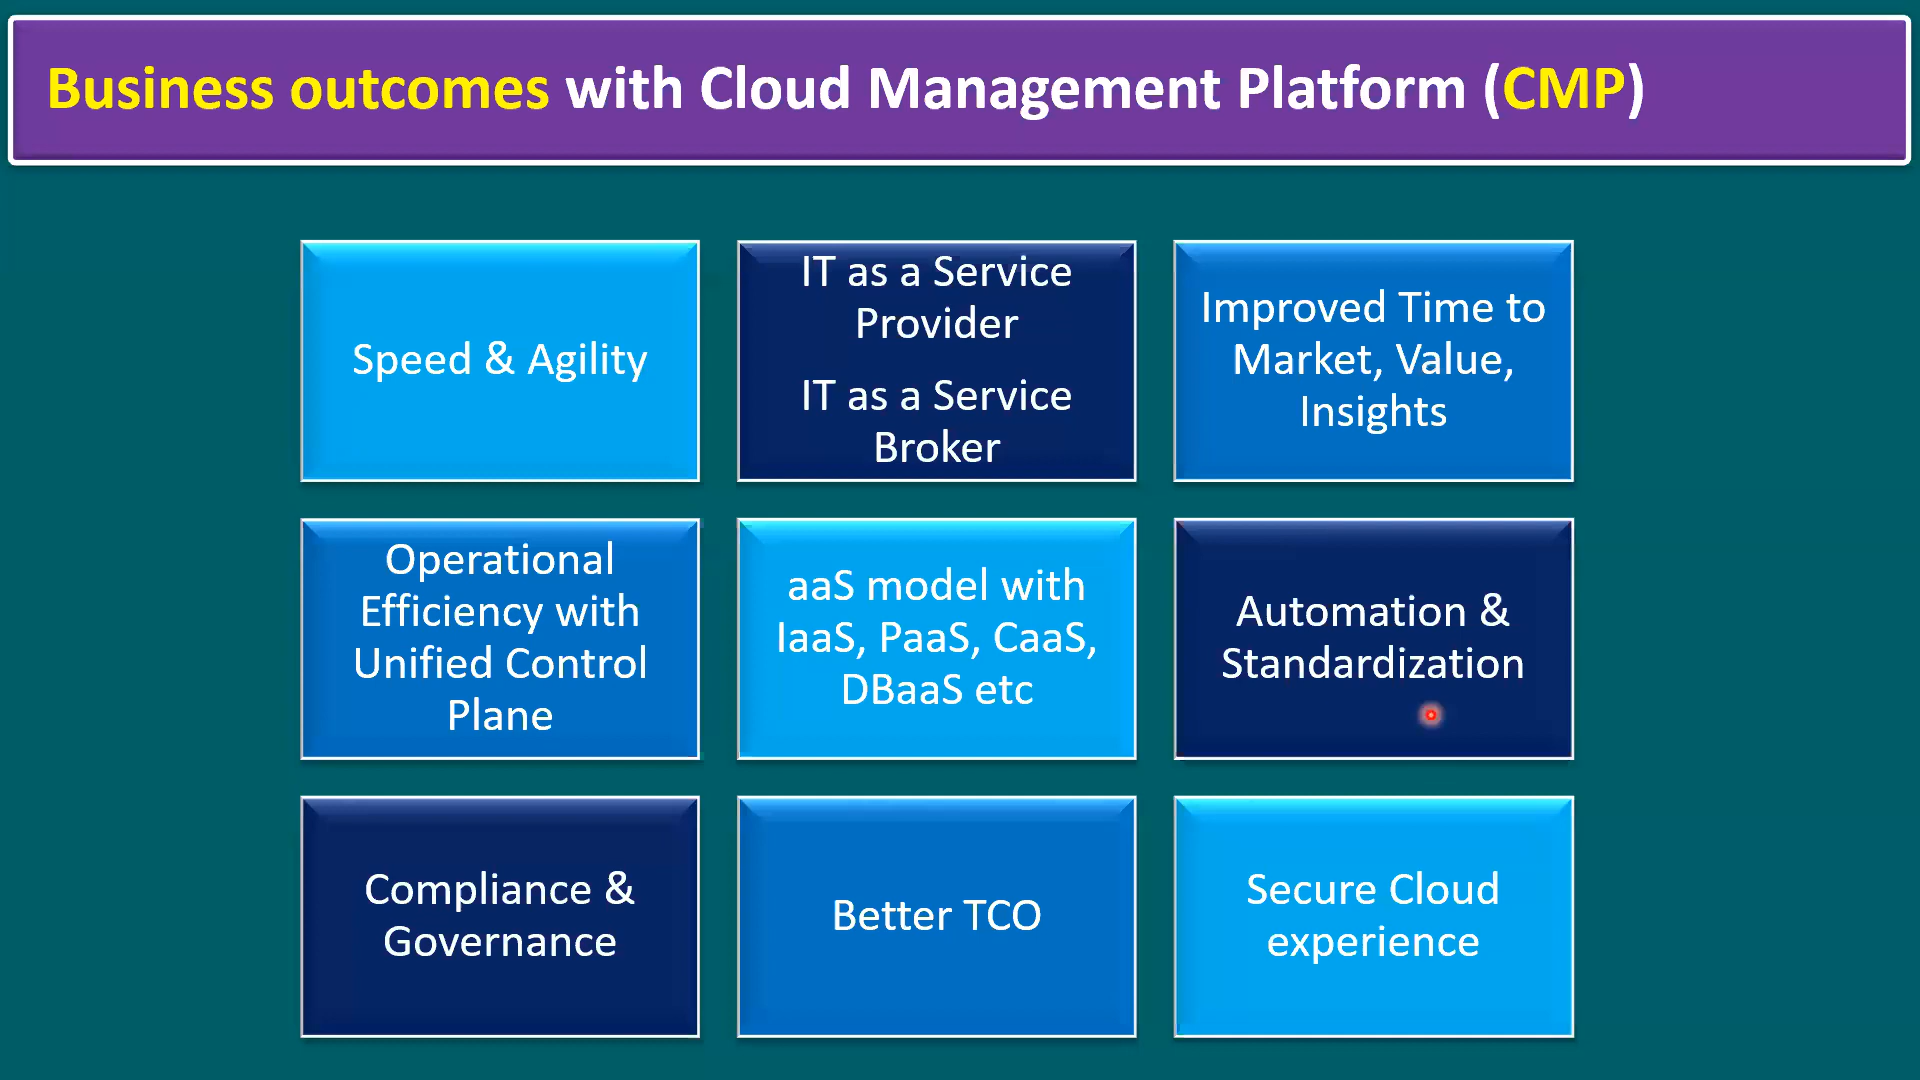 Business outcomes with Cloud Management Platform (CMP)
Speed & Agility
IT as a Service
Provider
IT as a Service
Broker
Improved Time to
Market, Value,
Insights
Operational
Efficiency with
Unified Control
Plane
aaS model with
IaaS, PaaS, CaaS,
DBaaS etc
Automation &
Standardization
Compliance &
Governance
Better TCO
Secure Cloud
experience